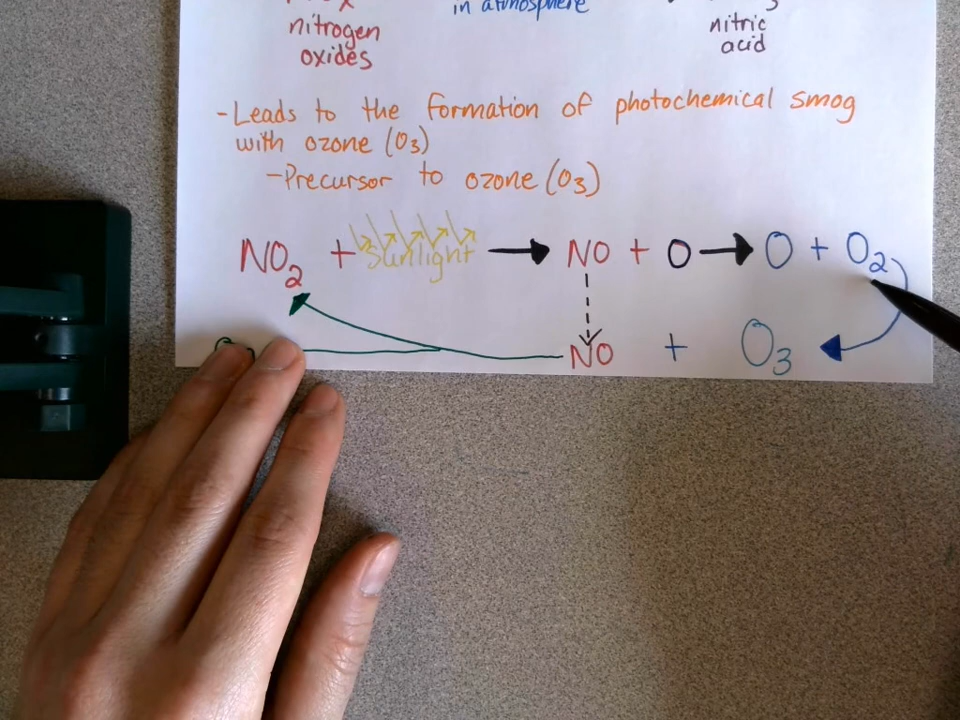 in atmosphere
nitrogen
oxides
nitric
acid
-Leads to the formation of photochemical smog
with ozone (O3)
-Precursor to ozone (O3)
NO2 + sunlight → NO + O → O + O2
NO + O3